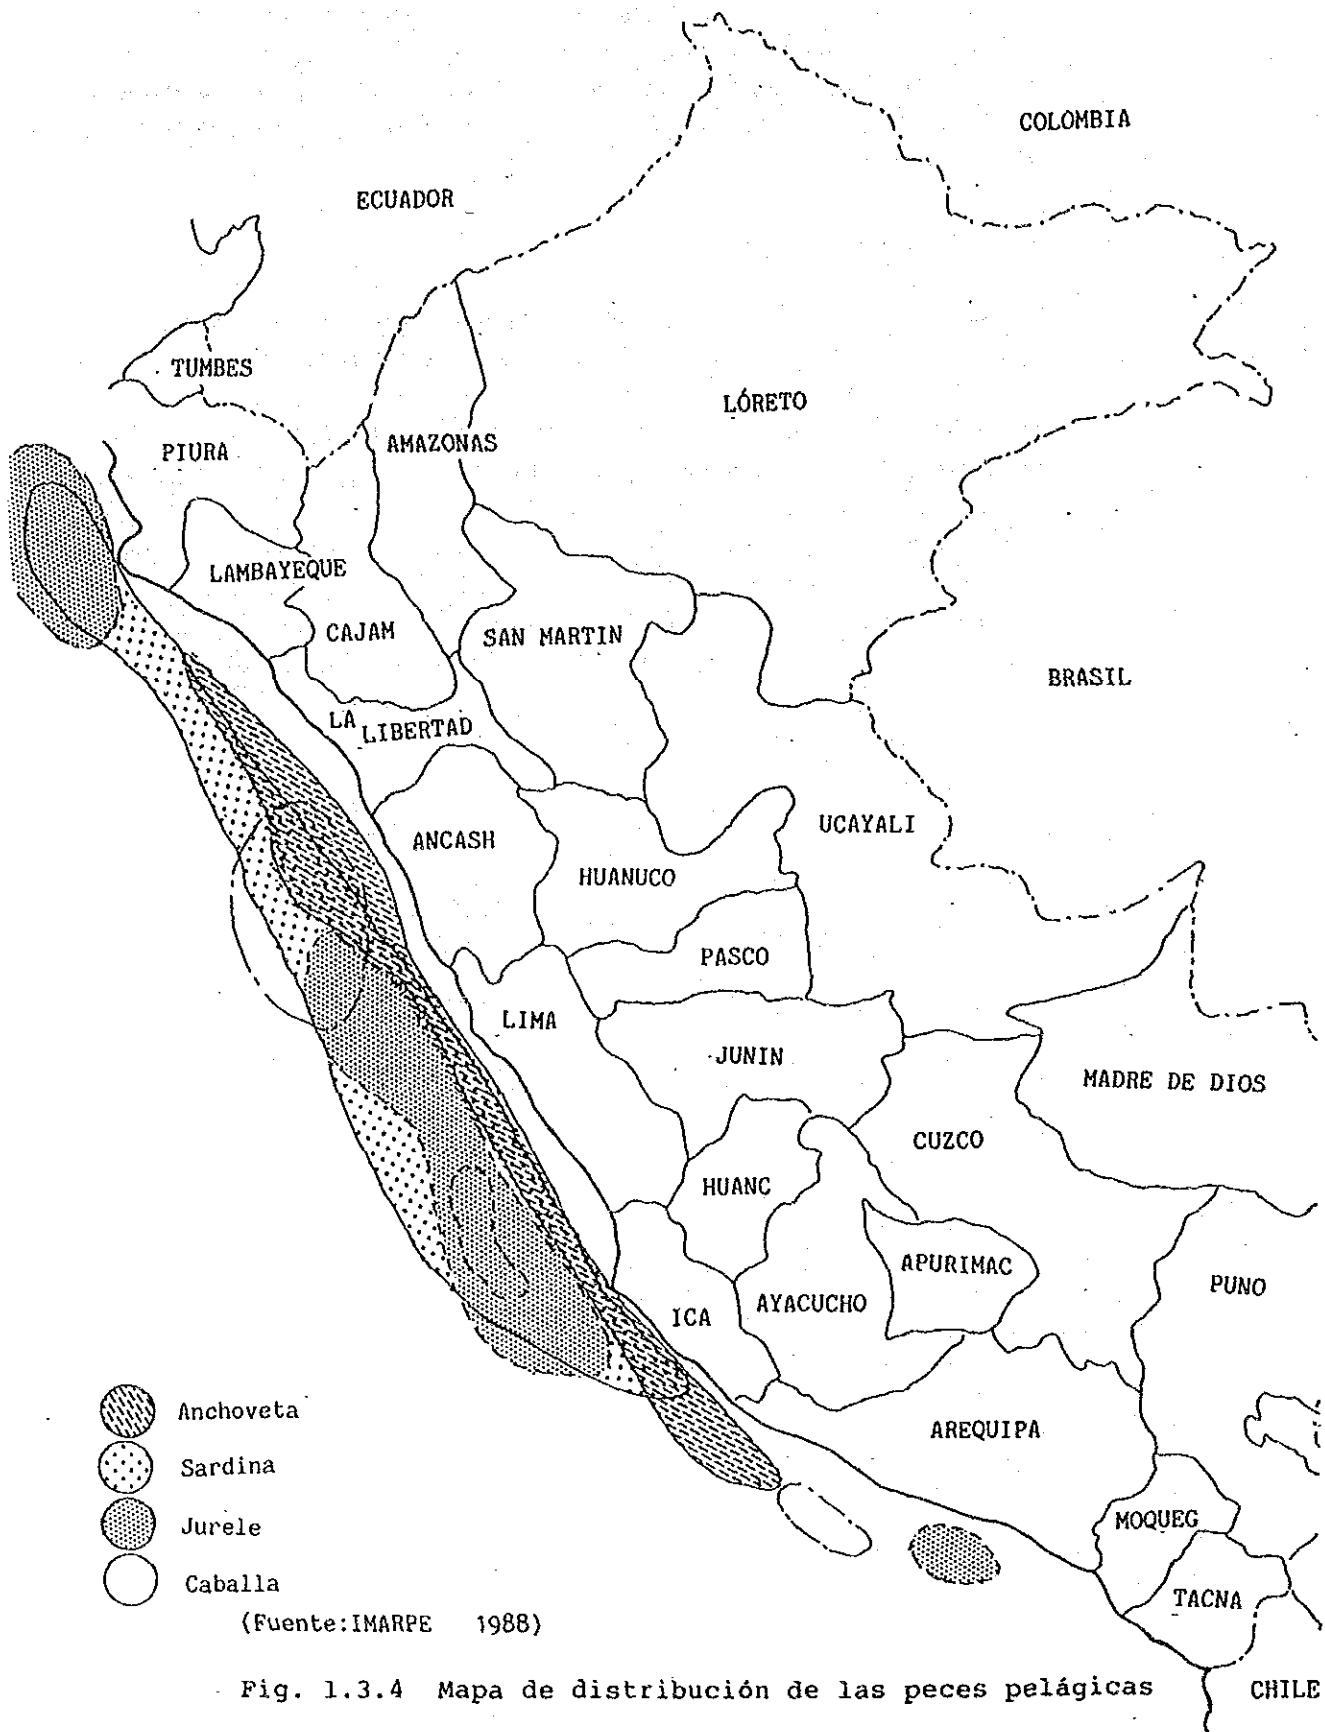 COLOMBIA
ECUADOR
TUMBES
LÓRETO
PIURA
AMAZONAS
LAMBAYEQUE
CAJAM
SAN MARTIN
BRASIL
LA
LIBERTAD
ANCASH
UCAYALI
HUANUCO
PASCO
LIMA
JUNIN
MADRE DE DIOS
CUZCO
HUANC
APURIMAC
PUNO
ICA
AYACUCHO
AREQUIPA
MOQUEG
TACNA
Anchoveta
Sardina
Jurele
Caballa
(Fuente:IMARPE 1988)
Fig. 1.3.4 Mapa de distribución de las peces pelágicas
CHILE